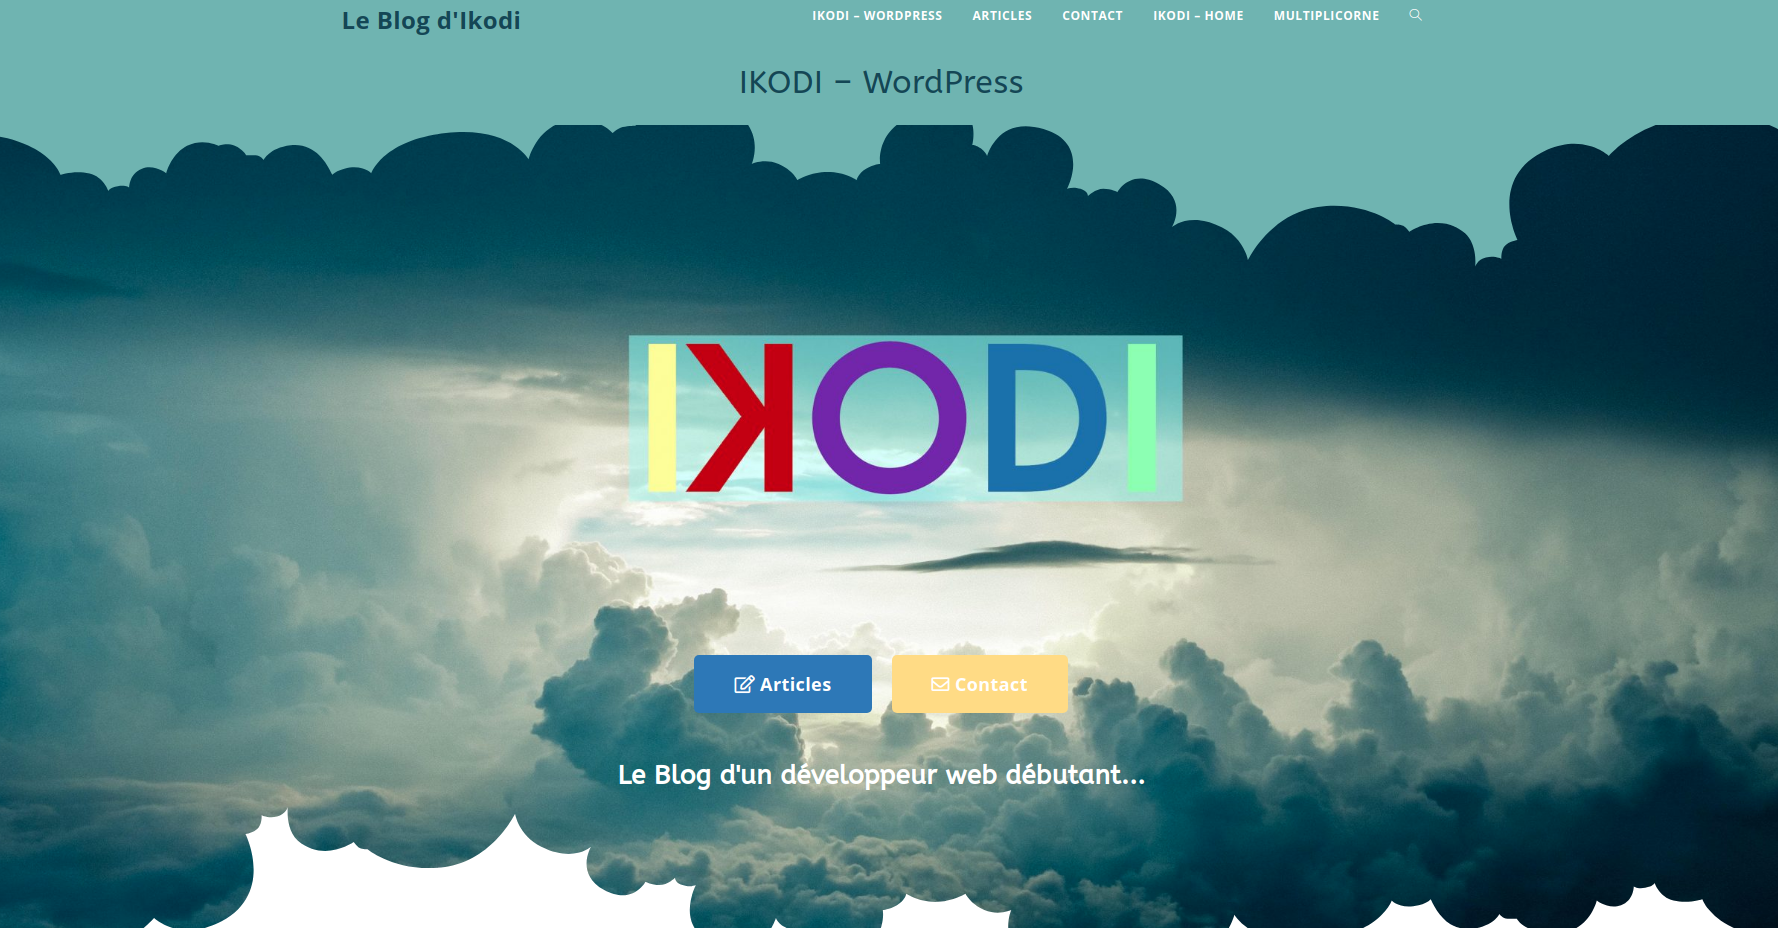 Le Blog d'Ikodi
IKODI – WORDPRESS ARTICLES CONTACT IKODI – HOME MULTIPLICORNE
IKODI – WordPress
IKODI
Articles Contact
Le Blog d'un développeur web débutant...